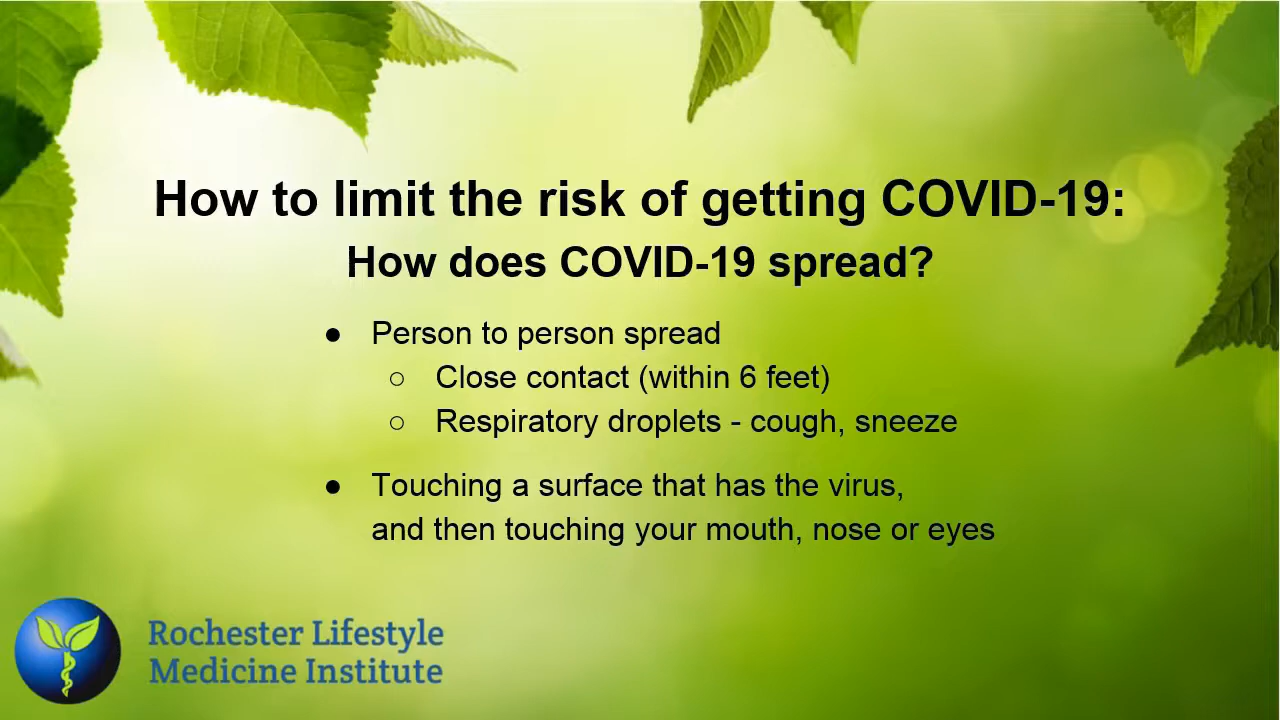 How to limit the risk of getting COVID-19:
How does COVID-19 spread?
● Person to person spread
○ Close contact (within 6 feet)
○ Respiratory droplets - cough, sneeze
● Touching a surface that has the virus,
and then touching your mouth, nose or eyes
Rochester Lifestyle
Medicine Institute